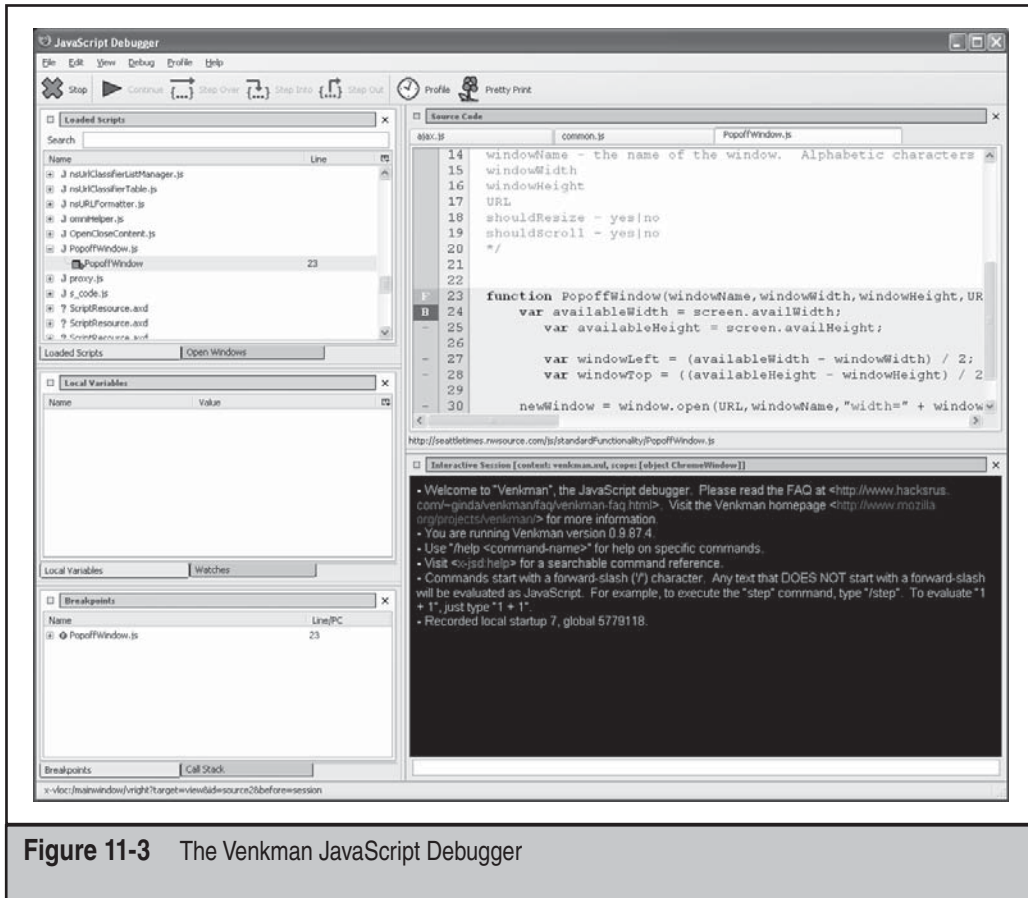 JavaScript Debugger
File Edit View Debug Profile Help
Stop Continue Step Over Step Into Step Out Profile Pretty Print
Loaded Scripts
Search
Name Line
J nsUrlClassifierListManager.js
J nsUrlClassifierTable.js
J nsURLFormatter.js
J omniHelper.js
J OpenCloseContent.js
J PopoffWindow.js
PopoffWindow 23
J proxy.js
J s_code.js
? ScriptResource.axd
? ScriptResource.axd
? ScriptResource.axd
Loaded Scripts Open Windows
Local Variables
Name Value
Local Variables Watches
Breakpoints
Name Line/PC
PopoffWindow.js 23
Breakpoints Call Stack
Source Code
ajax.js common.js PopoffWindow.js
14 windowName - the name of the window. Alphabetic characters
15 windowWidth
16 windowHeight
17 URL
18 shouldResize - yes|no
19 shouldScroll - yes|no
20 */
21
22
F 23 function PopoffWindow(windowName,windowWidth,windowHeight,UR
B 24 var availableWidth = screen.availWidth;
- 25 var availableHeight = screen.availHeight;
26
- 27 var windowLeft = (availableWidth - windowWidth) / 2;
- 28 var windowTop = ((availableHeight - windowHeight) / 2
29
- 30 newWindow = window.open(URL,windowName,"width=" + window
http://seattletimes.nwsource.com/js/standardFunctionality/PopoffWindow.js
Interactive Session [context: venkman.xul, scope: [object ChromeWindow]]
• Welcome to "Venkman", the JavaScript debugger. Please read the FAQ at <http://www.hacksrus.
com/~ginda/venkman/faq/venkman-faq.html>. Visit the Venkman homepage <http://www.mozilla.
org/projects/venkman/> for more information.
• You are running Venkman version 0.9.87.4.
• Use "/help <command-name>" for help on specific commands.
• Visit <x-jsd:help> for a searchable command reference.
• Commands start with a forward-slash ('/') character. Any text that DOES NOT start with a forward-slash
will be evaluated as JavaScript. For example, to execute the "step" command, type "/step". To evaluate "1
+ 1", just type "1 + 1".
• Recorded local startup 7, global 5779118.
x-vloc:/mainwindow/vright?target=view&id=source2&before=session
Figure 11-3 The Venkman JavaScript Debugger